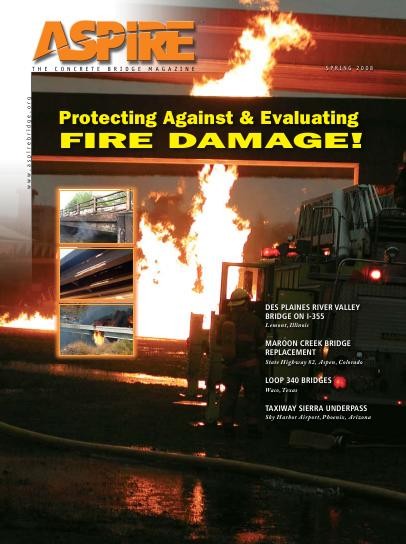 ASPIRE
THE CONCRETE BRIDGE MAGAZINE
SPRING 2008
www.aspirebridge.org
Protecting Against & Evaluating
FIRE DAMAGE!
DES PLAINES RIVER VALLEY
BRIDGE ON I-355
Lemont, Illinois
MAROON CREEK BRIDGE
REPLACEMENT
State Highway 82, Aspen, Colorado
LOOP 340 BRIDGES
Waco, Texas
TAXIWAY SIERRA UNDERPASS
Sky Harbor Airport, Phoenix, Arizona